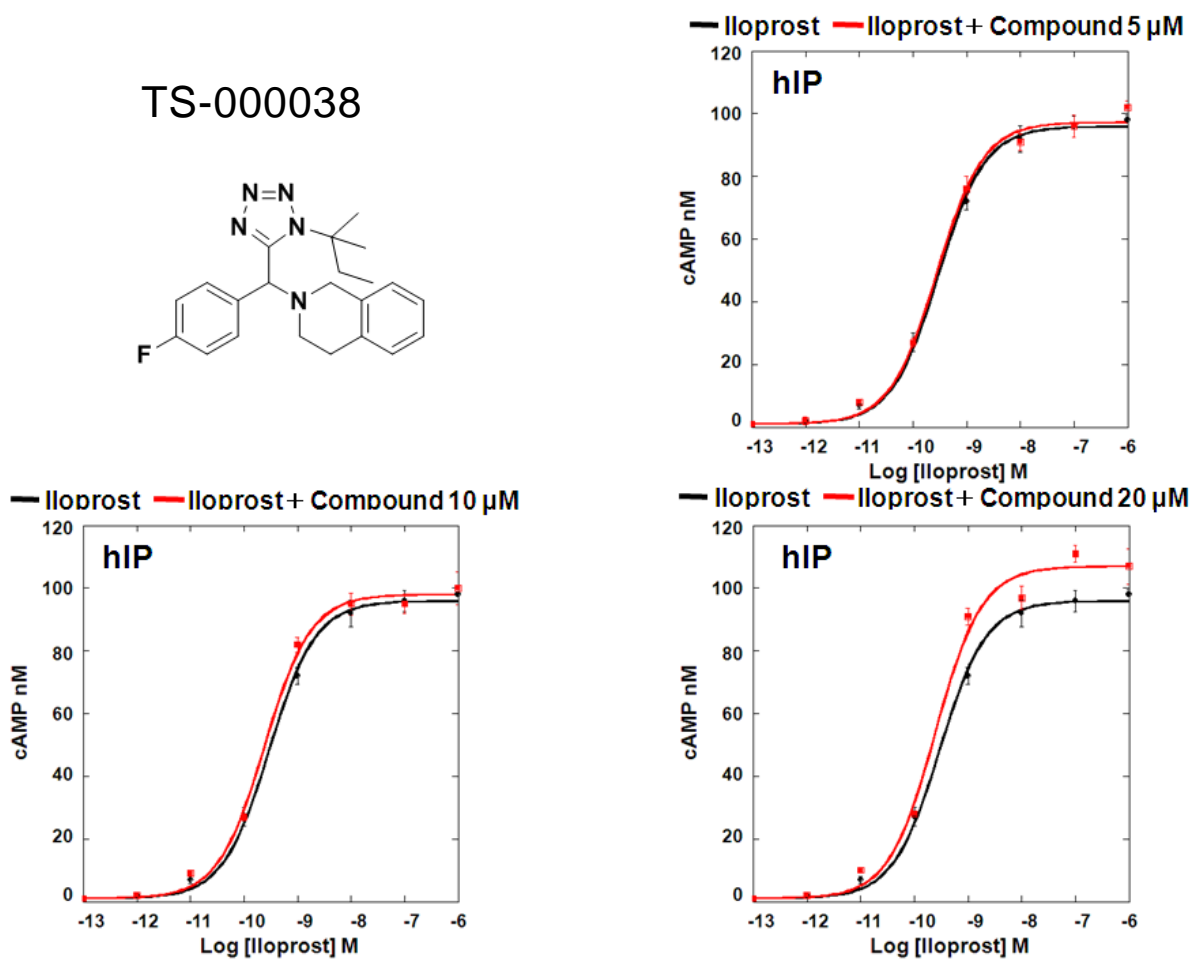 TS-000038
N=N
N N
N
F
Iloprost Iloprost + Compound 5 µM
hIP
120
100
80
60
40
20
0
cAMP nM
-13 -12 -11 -10 -9 -8 -7 -6
Log [Iloprost] M
Iloprost Iloprost + Compound 10 µM
hIP
120
100
80
60
40
20
0
cAMP nM
-13 -12 -11 -10 -9 -8 -7 -6
Log [Iloprost] M
Iloprost Iloprost + Compound 20 µM
hIP
120
100
80
60
40
20
0
cAMP nM
-13 -12 -11 -10 -9 -8 -7 -6
Log [Iloprost] M